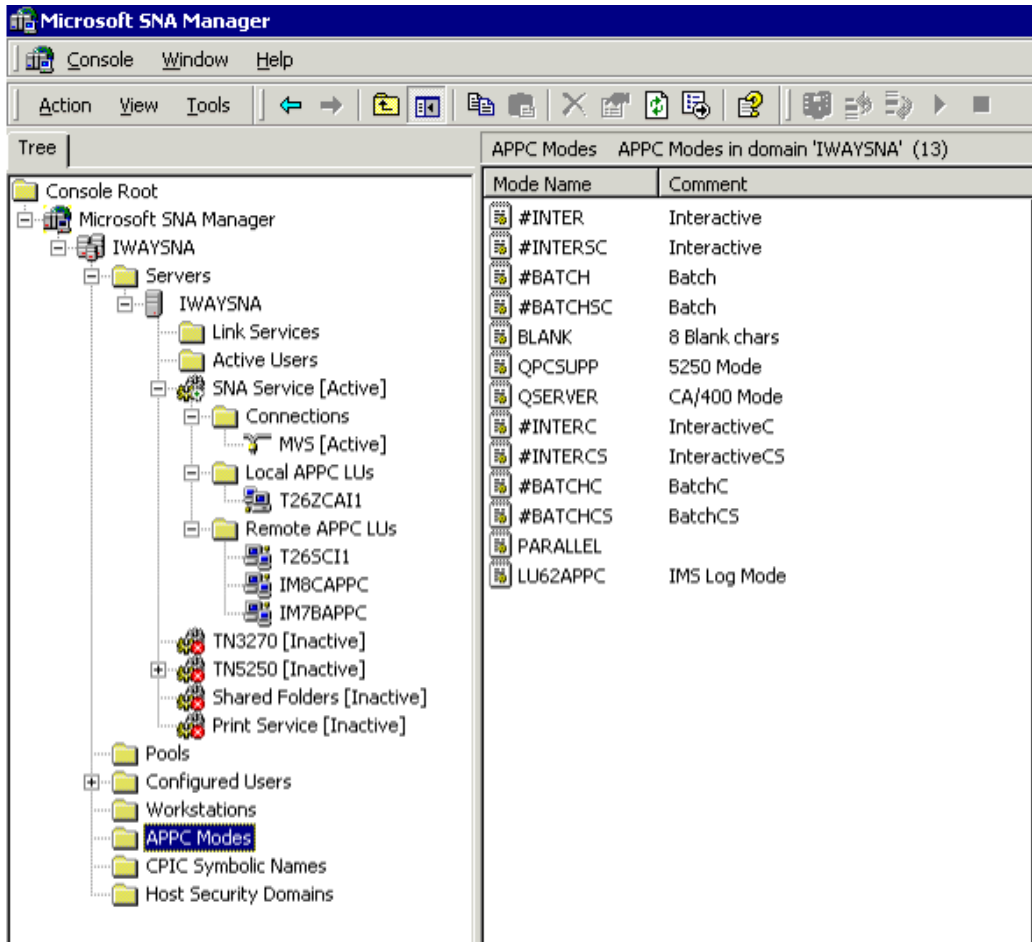 Microsoft SNA Manager
Console Window Help
Action View Tools
Tree
APPC Modes APPC Modes in domain 'IWAYSNA' (13)
Console Root
Microsoft SNA Manager
IWAYSNA
Servers
IWAYSNA
Link Services
Active Users
SNA Service [Active]
Connections
MVS [Active]
Local APPC LUs
T26ZCAI1
Remote APPC LUs
T26SCI1
IM8CAPPC
IM7BAPPC
TN3270 [Inactive]
TN5250 [Inactive]
Shared Folders [Inactive]
Print Service [Inactive]
Pools
Configured Users
Workstations
APPC Modes
CPIC Symbolic Names
Host Security Domains
Mode Name Comment
#INTER Interactive
#INTERSC Interactive
#BATCH Batch
#BATCHSC Batch
BLANK 8 Blank chars
QPCSUPP 5250 Mode
QSERVER CA/400 Mode
#INTERC InteractiveC
#INTERCS InteractiveCS
#BATCHC BatchC
#BATCHCS BatchCS
PARALLEL
LU62APPC IMS Log Mode